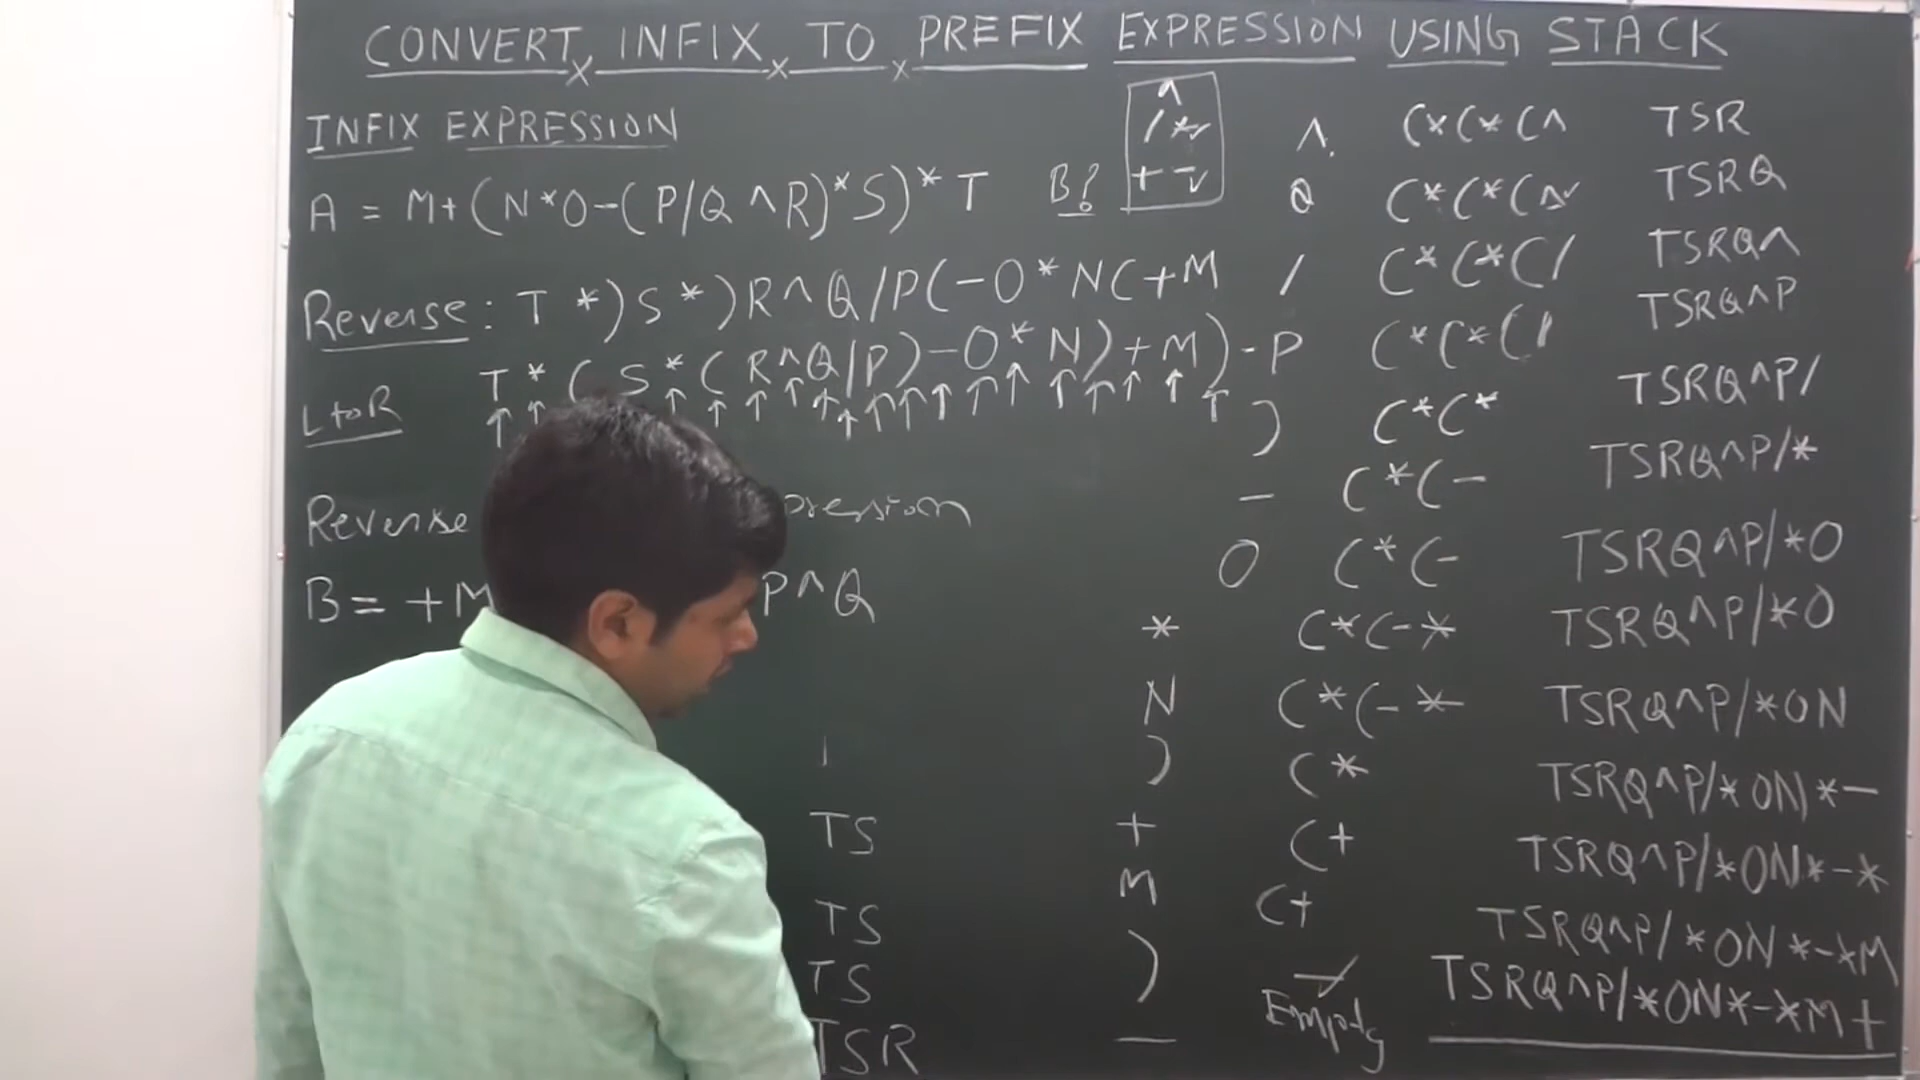 CONVERT INFIX TO PREFIX EXPRESSION USING STACK
INFIX EXPRESSION
A = M+(N*O-(P/Q^R)*S)*T B?
^
/ *
+ -
Reverse: T *)S*)R^Q/P(-O*N(+M
L to R T*(S*(R^Q/P)-O*N)+M)-P
Reverse
B= +M P^Q
TS
TS
TS
TSR
^ (*(*(^ TSR
Q (*(*(^ TSRQ
/ (*(*(/ TSRQ^
(*(*(/ TSRQ^P
) (*(* TSRQ^P/
- (*(- TSRQ^P/*
O (*(- TSRQ^P/*O
* (*(-* TSRQ^P/*O
N (*(-* TSRQ^P/*ON
) (* TSRQ^P/*ON*-
+ (+ TSRQ^P/*ON*-*
M (+ TSRQ^P/*ON*-*M
) Empty TSRQ^P/*ON*-*M+